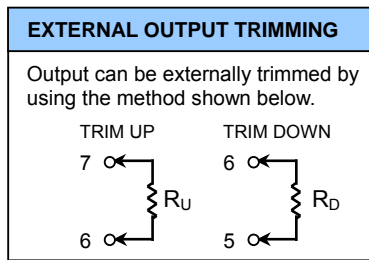 EXTERNAL OUTPUT TRIMMING
Output can be externally trimmed by
using the method shown below.
TRIM UP TRIM DOWN
7 6
RU RD
6 5